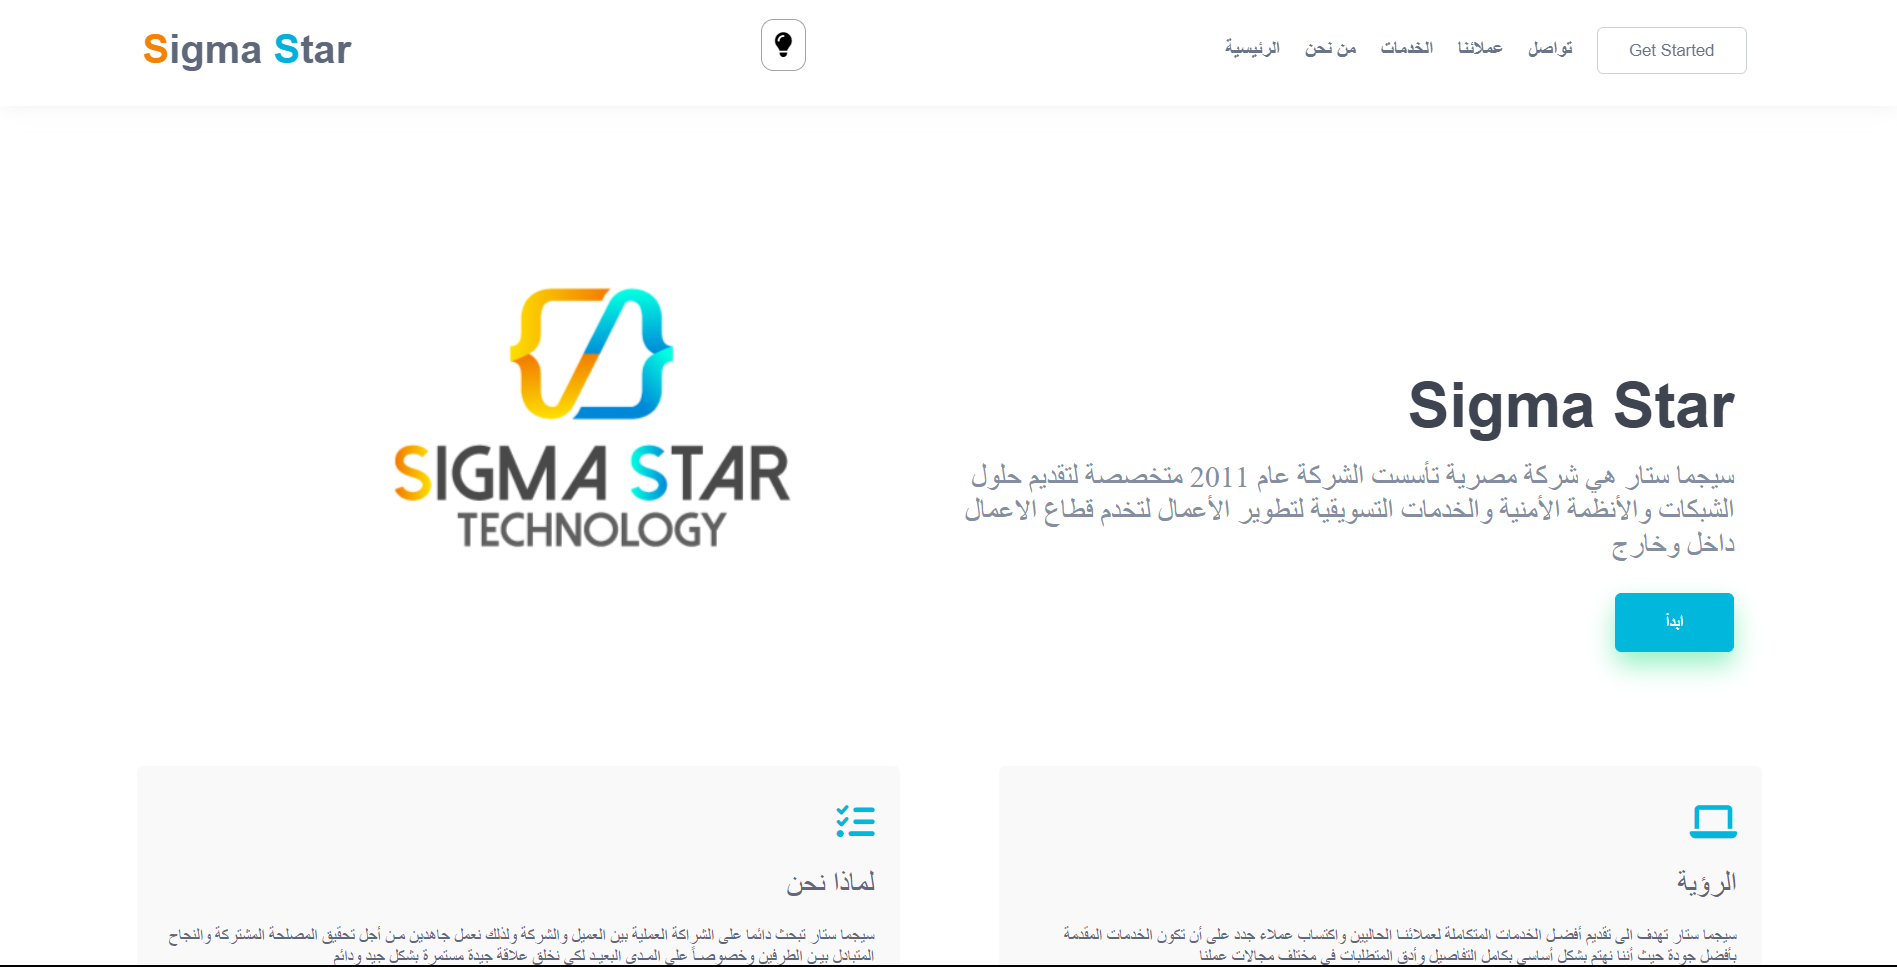 Sigma Star
الرئيسية
من نحن
الخدمات
عملائنا
تواصل
Get Started
SIGMA STAR
TECHNOLOGY
Sigma Star
سيجما ستار هي شركة مصرية تأسست الشركة عام 2011 متخصصة لتقديم حلول
الشبكات والأنظمة الأمنية والخدمات التسويقية لتطوير الأعمال لتخدم قطاع الاعمال
داخل وخارج
ابدأ
الرؤية
سيجما ستار تهدف الى تقديم أفضل الخدمات المتكاملة لعملائنا الحاليين واكتساب عملاء جدد على أن تكون الخدمات المقدمة
بأفضل جودة حيث أننا نهتم بشكل أساسي بكامل التفاصيل وأدق المتطلبات في مختلف مجالات عملنا
لماذا نحن
سيجما ستار تبحث دائما على الشراكة العملية بين العميل والشركة ولذلك نعمل جاهدين من أجل تحقيق المصلحة المشتركة والنجاح
المتبادل بين الطرفين وخصوصاً على المدى البعيد لكي نخلق علاقة جيدة مستمرة بشكل جيد ودائم